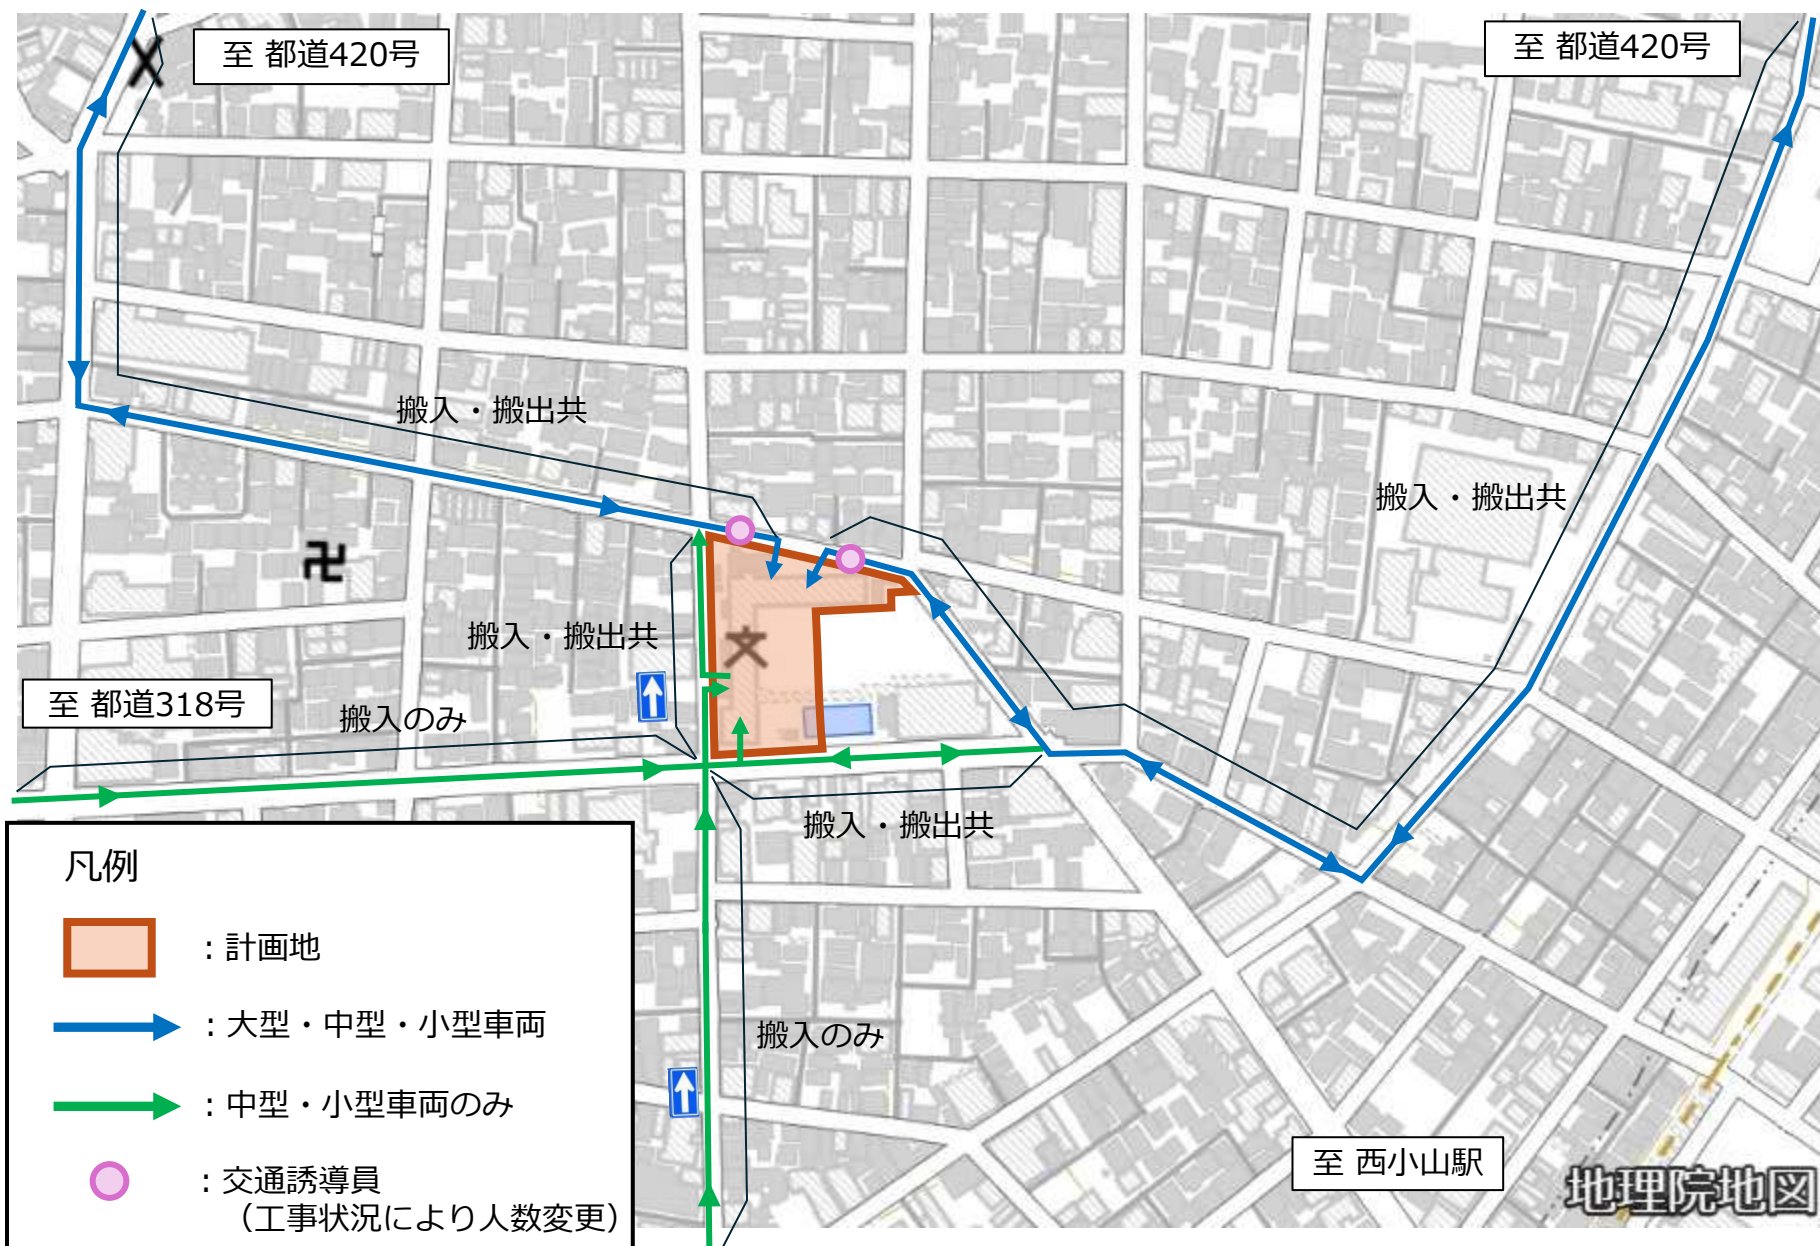 至 都道420号
至 都道420号
搬入・搬出共
搬入・搬出共
搬入・搬出共
至 都道318号
搬入のみ
搬入・搬出共
凡例
：計画地
：大型・中型・小型車両
搬入のみ
：中型・小型車両のみ
：交通誘導員
（工事状況により人数変更）
至 西小山駅
地理院地図